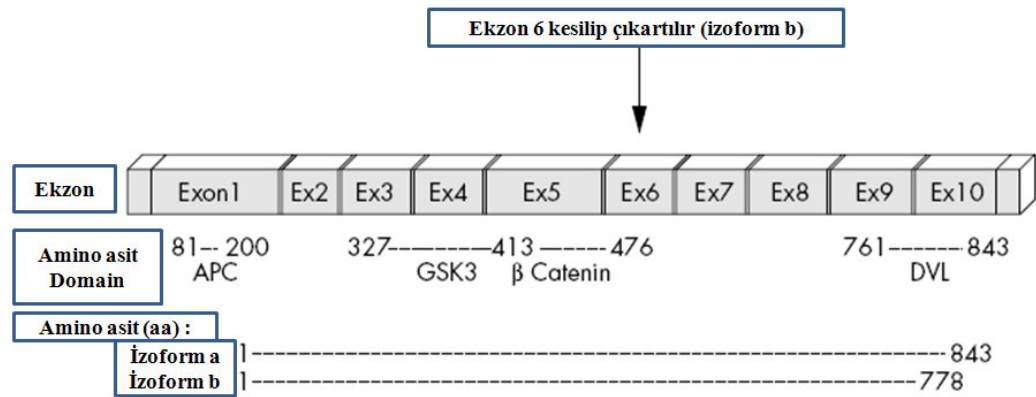 Ekzon 6 kesilip çıkartılır (izoform b)
Ekzon Exon1 Ex2 Ex3 Ex4 Ex5 Ex6 Ex7 Ex8 Ex9 Ex10
Amino asit 81-- 200 327---------413 ------476 761------ 843
Domain APC GSK3 β Catenin DVL
Amino asit (aa) :
İzoform a 1------------------------------------------------ 843
İzoform b 1---------------------------------------------- 778